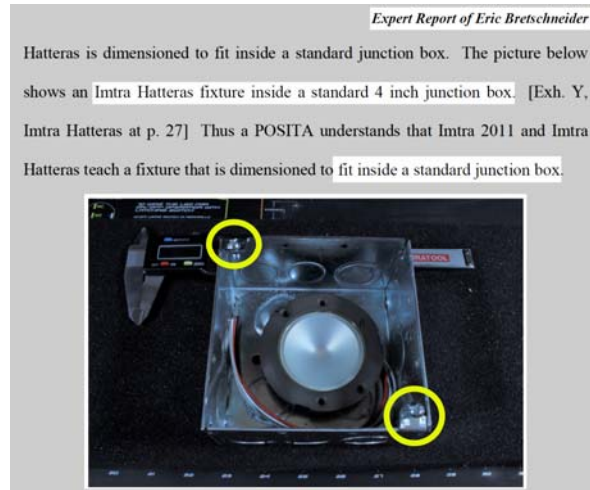 Expert Report of Eric Bretschneider
Hatteras is dimensioned to fit inside a standard junction box. The picture below
shows an Imtra Hatteras fixture inside a standard 4 inch junction box. [Exh. Y,
Imtra Hatteras at p. 27] Thus a POSITA understands that Imtra 2011 and Imtra
Hatteras teach a fixture that is dimensioned to fit inside a standard junction box.